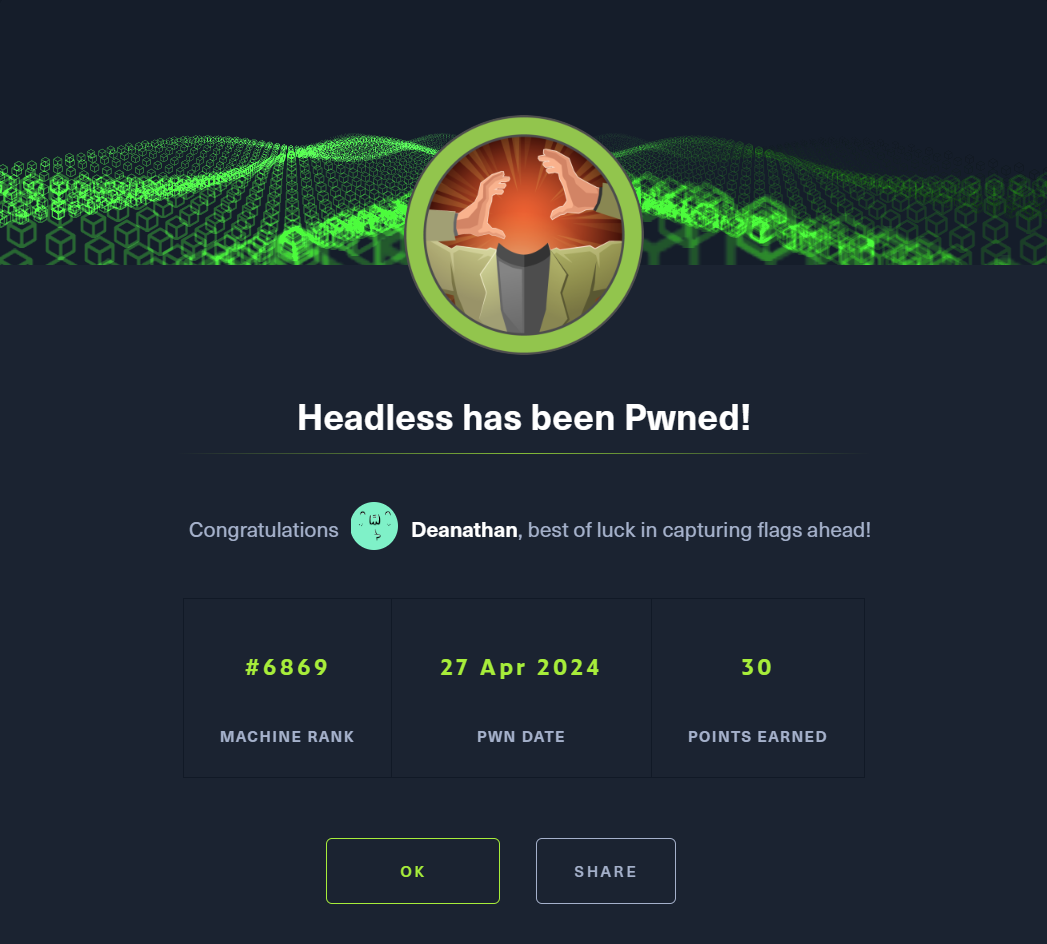 Headless has been Pwned!
Congratulations Deanathan, best of luck in capturing flags ahead!
#6869 27 Apr 2024 30
MACHINE RANK PWN DATE POINTS EARNED
OK SHARE